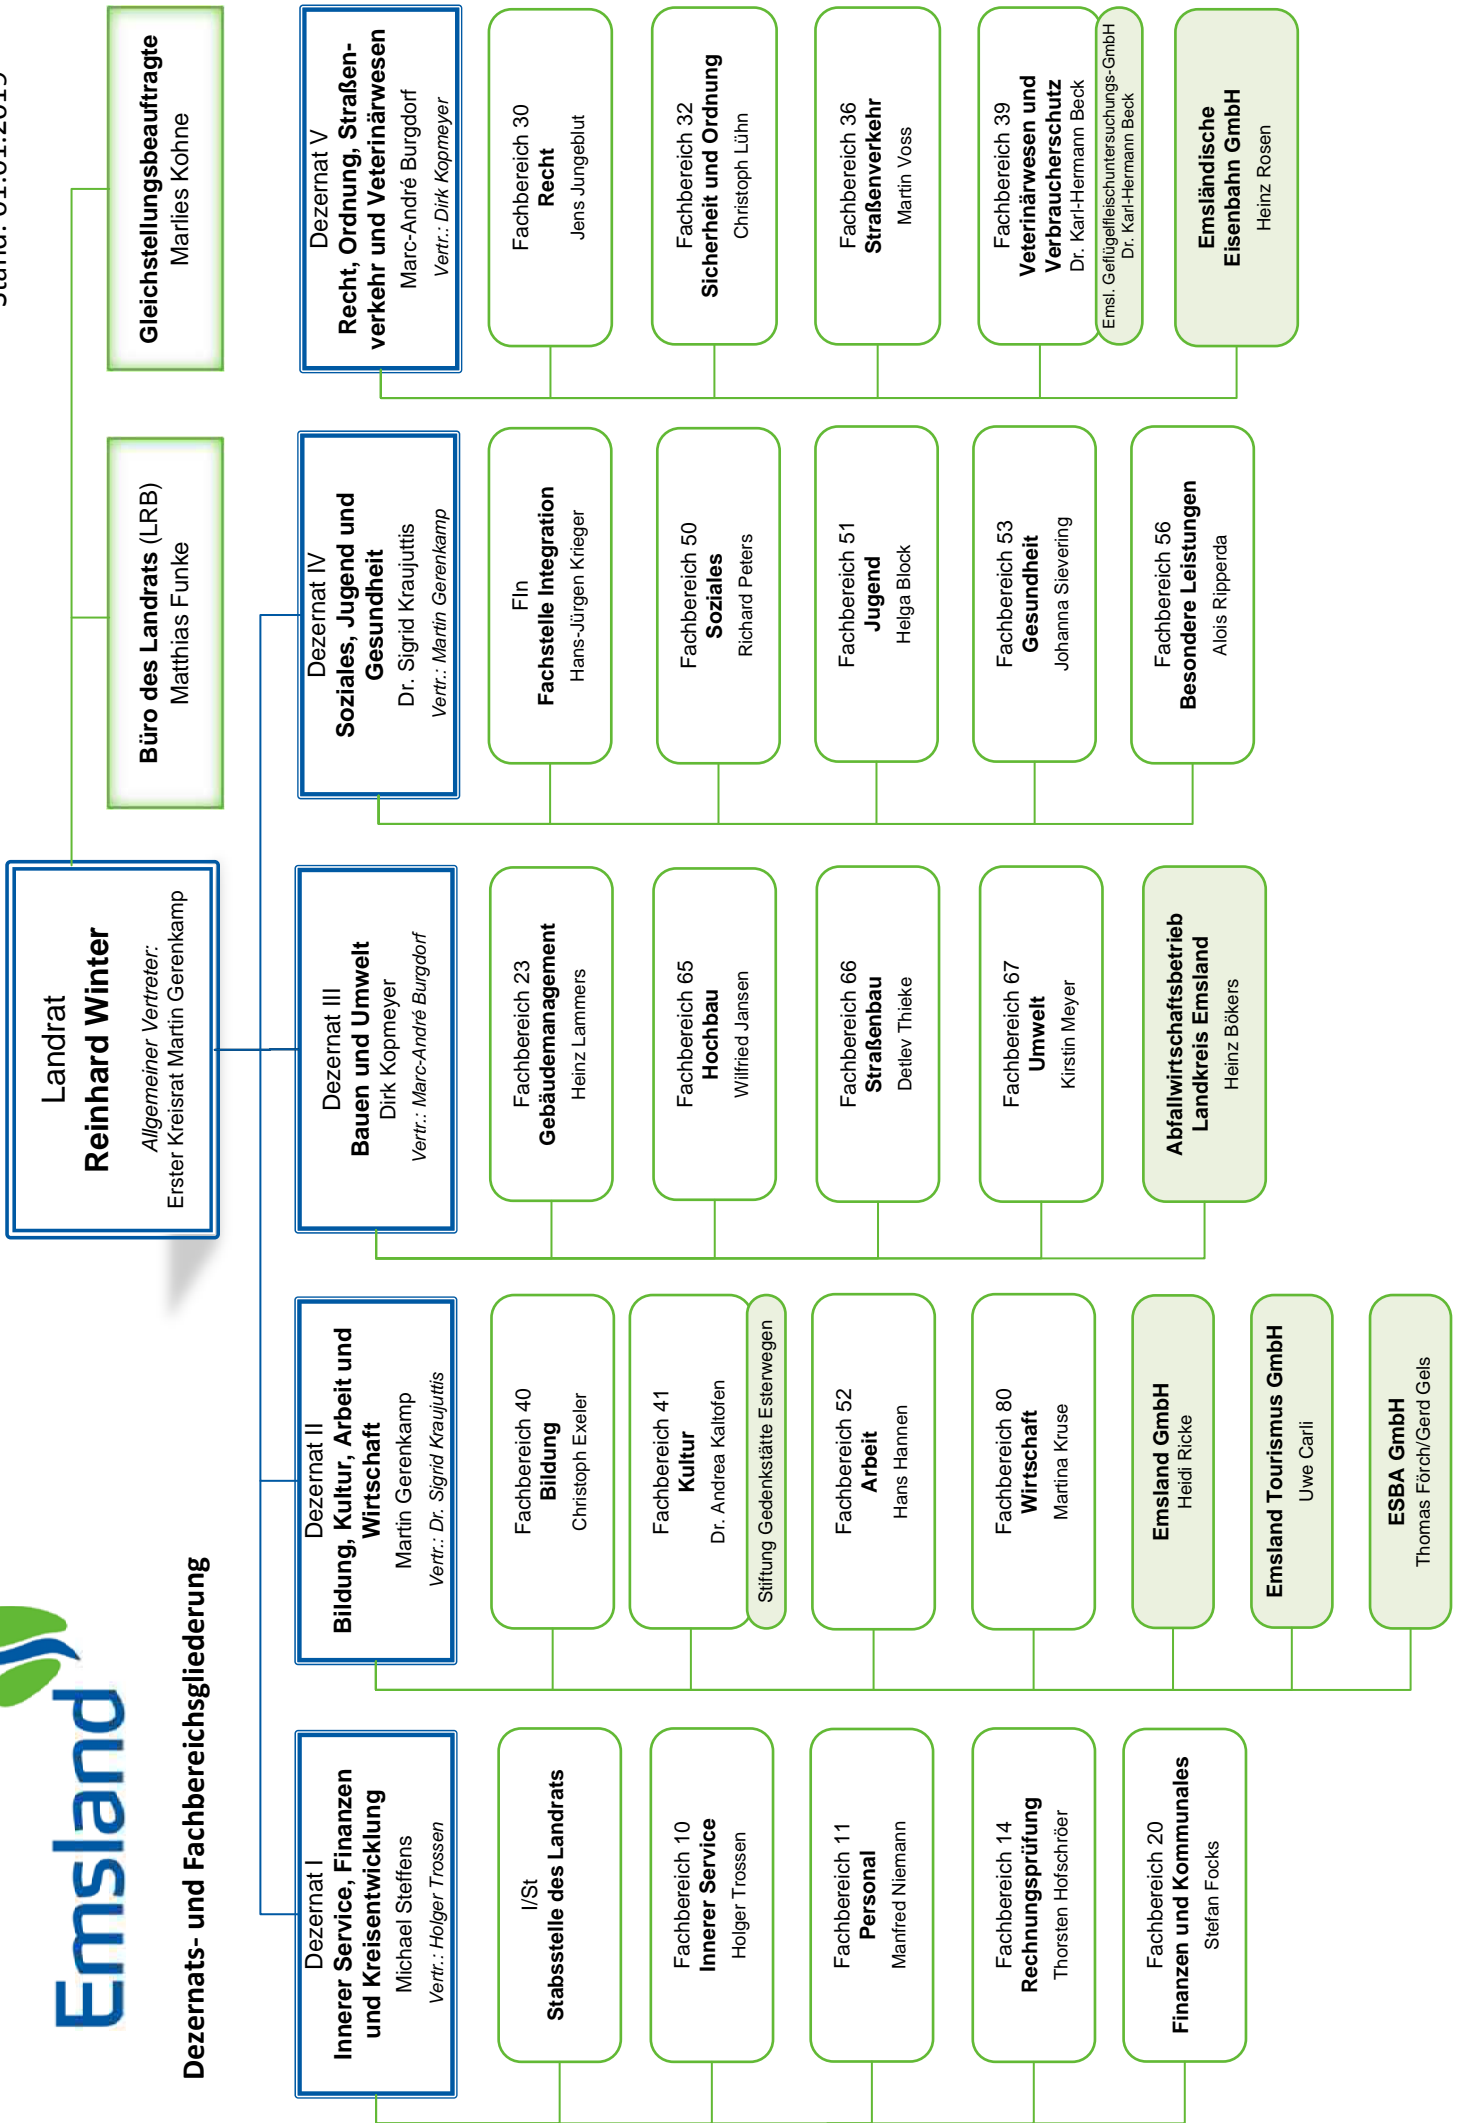 Stand: 01.01.2019
Emsland
Dezernats- und Fachbereichsgliederung
Landrat
Reinhard Winter
Allgemeiner Vertreter:
Erster Kreisrat Martin Gerenkamp
Büro des Landrats (LRB)
Matthias Funke
Gleichstellungsbeauftragte
Marlies Kohne
Dezernat I
Innerer Service, Finanzen
und Kreisentwicklung
Michael Steffens
Vertr.: Holger Trossen
I/St
Stabsstelle des Landrats
Fachbereich 10
Innerer Service
Holger Trossen
Fachbereich 11
Personal
Manfred Niemann
Fachbereich 14
Rechnungsprüfung
Thorsten Hofschröer
Fachbereich 20
Finanzen und Kommunales
Stefan Focks
Dezernat II
Bildung, Kultur, Arbeit und
Wirtschaft
Martin Gerenkamp
Vertr.: Dr. Sigrid Kraujuttis
Fachbereich 40
Bildung
Christoph Exeler
Fachbereich 41
Kultur
Dr. Andrea Kaltofen
Stiftung Gedenkstätte Esterwegen
Fachbereich 52
Arbeit
Hans Hannen
Fachbereich 80
Wirtschaft
Martina Kruse
Emsland GmbH
Heidi Ricke
Emsland Tourismus GmbH
Uwe Carli
ESBA GmbH
Thomas Förch/Gerd Gels
Dezernat III
Bauen und Umwelt
Dirk Kopmeyer
Vertr.: Marc-André Burgdorf
Fachbereich 23
Gebäudemanagement
Heinz Lammers
Fachbereich 65
Hochbau
Wilfried Jansen
Fachbereich 66
Straßenbau
Detlev Thieke
Fachbereich 67
Umwelt
Kirstin Meyer
Abfallwirtschaftsbetrieb
Landkreis Emsland
Heinz Bökers
Dezernat IV
Soziales, Jugend und
Gesundheit
Dr. Sigrid Kraujuttis
Vertr.: Martin Gerenkamp
FIn
Fachstelle Integration
Hans-Jürgen Krieger
Fachbereich 50
Soziales
Richard Peters
Fachbereich 51
Jugend
Helga Block
Fachbereich 53
Gesundheit
Johanna Sievering
Fachbereich 56
Besondere Leistungen
Alois Ripperda
Dezernat V
Recht, Ordnung, Straßen-
verkehr und Veterinärwesen
Marc-André Burgdorf
Vertr.: Dirk Kopmeyer
Fachbereich 30
Recht
Jens Jungeblut
Fachbereich 32
Sicherheit und Ordnung
Christoph Lühn
Fachbereich 36
Straßenverkehr
Martin Voss
Fachbereich 39
Veterinärwesen und
Verbraucherschutz
Dr. Karl-Hermann Beck
Emsl. Geflügelfleischuntersuchungs-GmbH
Dr. Karl-Hermann Beck
Emsländische
Eisenbahn GmbH
Heinz Rosen